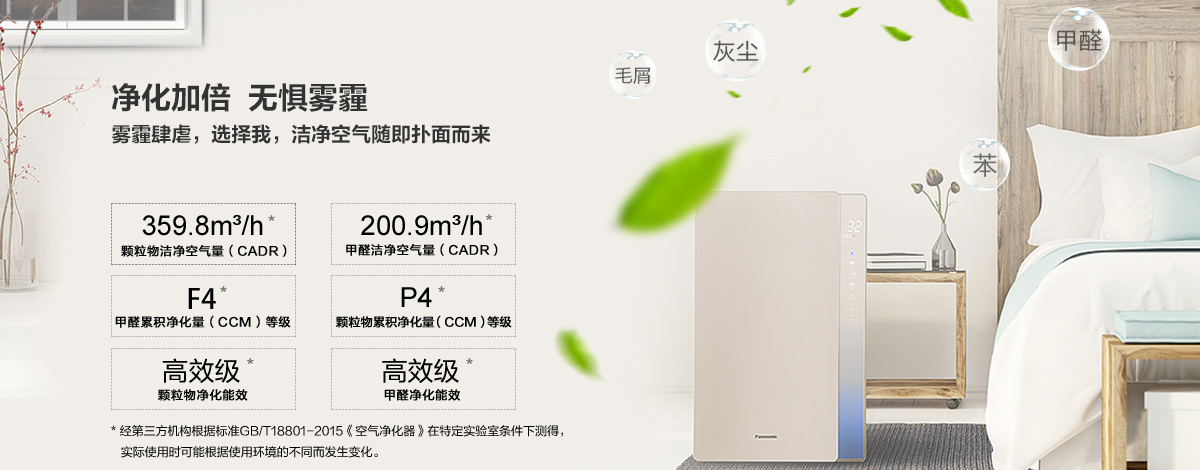 净化加倍 无惧雾霾
雾霾肆虐，选择我，洁净空气随即扑面而来
359.8m³/h*
颗粒物洁净空气量（CADR）
200.9m³/h*
甲醛洁净空气量（CADR）
F4*
甲醛累积净化量（CCM）等级
P4*
颗粒物累积净化量（CCM）等级
高效级*
颗粒物净化能效
高效级*
甲醛净化能效
* 经第三方机构根据标准GB/T18801-2015《空气净化器》在特定实验室条件下测得，
实际使用时可能根据使用环境的不同而发生变化。
毛屑
灰尘
甲醛
苯
32
Panasonic